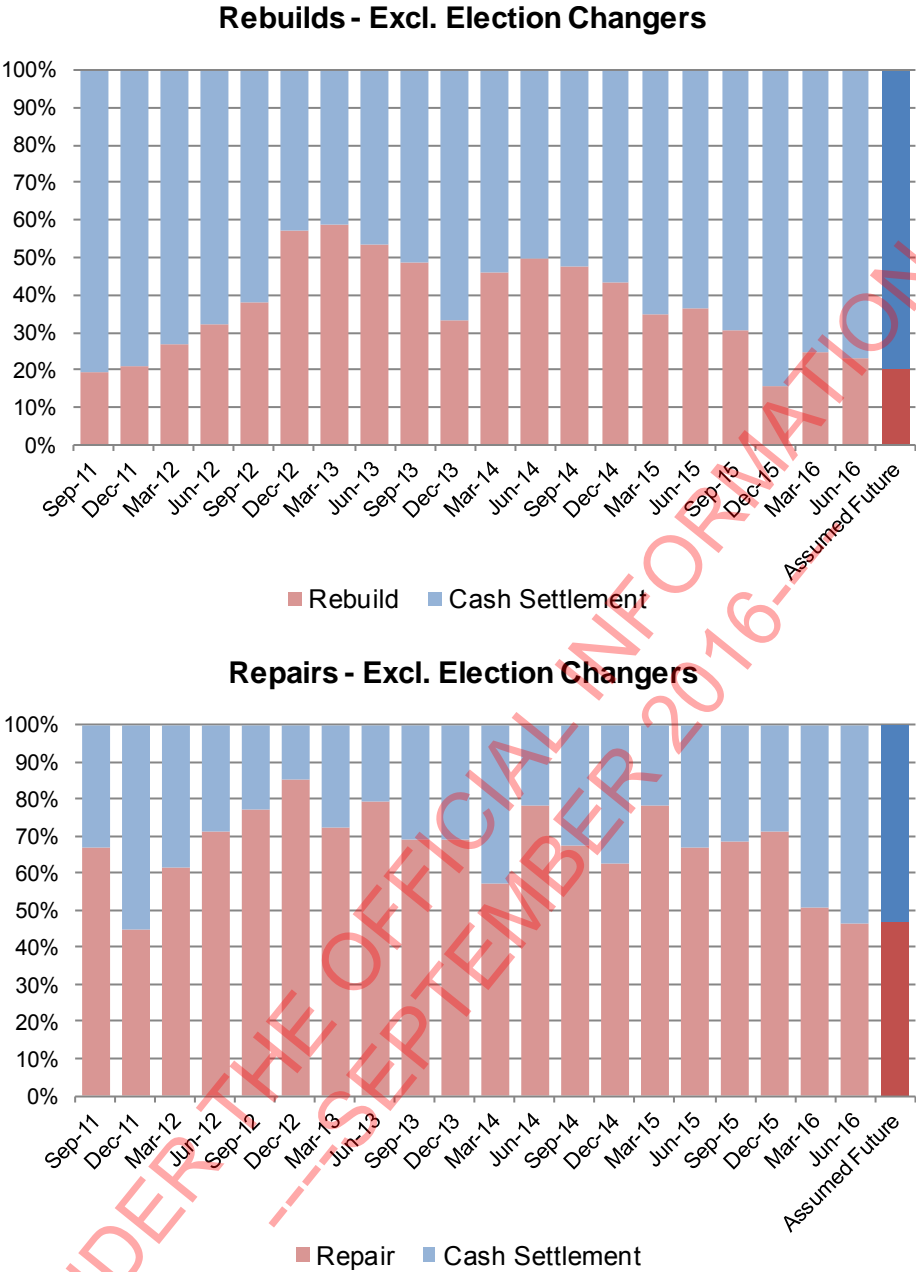 Rebuilds - Excl. Election Changers
100%
90%
80%
70%
60%
50%
40%
30%
20%
10%
0%
Sep-11
Dec-11
Mar-12
Jun-12
Sep-12
Dec-12
Mar-13
Jun-13
Sep-13
Dec-13
Mar-14
Jun-14
Sep-14
Dec-14
Mar-15
Jun-15
Sep-15
Dec-15
Mar-16
Jun-16
Assumed Future
Rebuild Cash Settlement
Repairs - Excl. Election Changers
100%
90%
80%
70%
60%
50%
40%
30%
20%
10%
0%
Sep-11
Dec-11
Mar-12
Jun-12
Sep-12
Dec-12
Mar-13
Jun-13
Sep-13
Dec-13
Mar-14
Jun-14
Sep-14
Dec-14
Mar-15
Jun-15
Sep-15
Dec-15
Mar-16
Jun-16
Assumed Future
Repair Cash Settlement
THE OFFICIAL INFORMATION
----SEPTEMBER 2016----